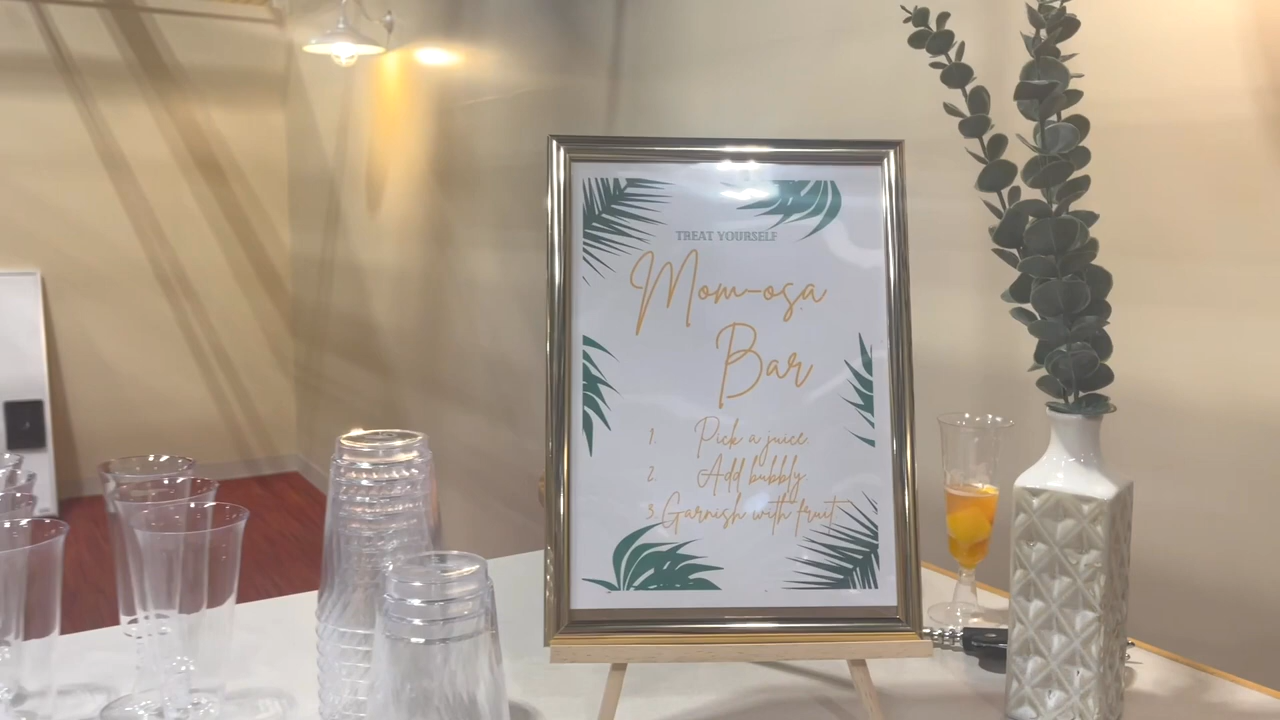 TREAT YOURSELF
Mom-osa
Bar
1. Pick a juice
2. Add bubbly
3. Garnish with fruit